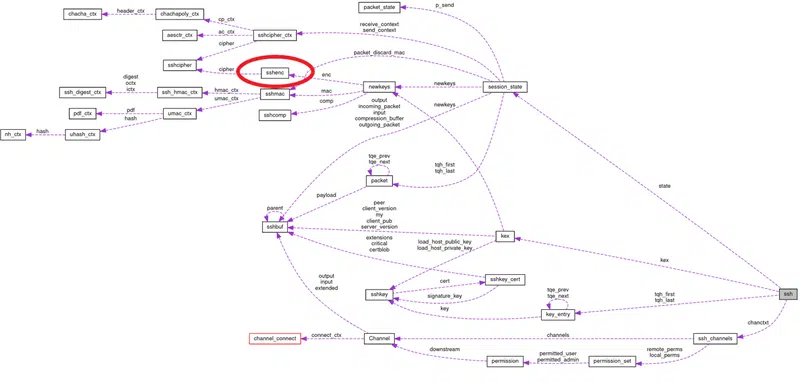 packet_state
p_send
chacha_ctx
header_ctx
chachapoly_ctx
cp_ctx
receive_context
send_context
aesctr_ctx
ac_ctx
sshcipher_ctx
cipher
packet_discard_mac
sshcipher
cipher
sshenc
enc
digest
octx
ictx
ssh_digest_ctx
ssh_hmac_ctx
hmac_ctx
umac_ctx
sshmac
mac
comp
newkeys
newkeys
session_state
newkeys
pdf_ctx
pdf
hash
umac_ctx
sshcomp
output
incoming_packet
input
compression_buffer
outgoing_packet
nh_ctx
hash
uhash_ctx
tqe_prev
tqe_next
packet
tqh_first
tqh_last
payload
state
parent
sshbuf
peer
client_version
my
client_pub
server_version
extensions
critical
certblob
kex
load_host_public_key
load_host_private_key
kex
output
input
extended
sshkey
cert
sshkey_cert
signature_key
key
tqe_prev
tqe_next
key_entry
tqh_first
tqh_last
ssh
chanctxt
channel_connect
connect_ctx
Channel
channels
ssh_channels
downstream
permission
permitted_user
permitted_admin
permission_set
remote_perms
local_perms